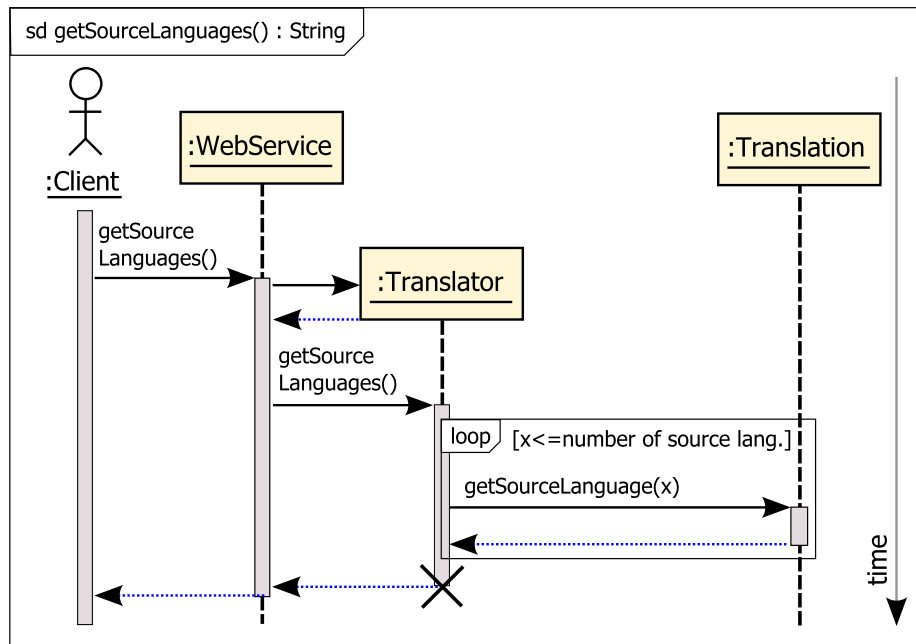 sd getSourceLanguages() : String
:Client
:WebService
:Translation
getSource
Languages()
:Translator
getSource
Languages()
loop
[x<=number of source lang.]
getSourceLanguage(x)
time